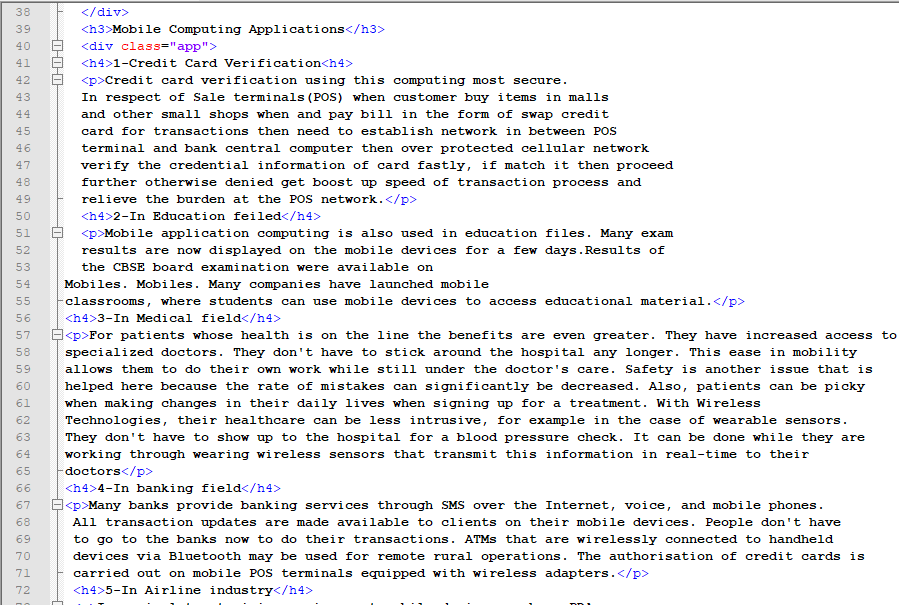 38 </div>
39 <h3>Mobile Computing Applications</h3>
40 <div class="app">
41 <h4>1-Credit Card Verification<h4>
42 <p>Credit card verification using this computing most secure.
43 In respect of Sale terminals(POS) when customer buy items in malls
44 and other small shops when and pay bill in the form of swap credit
45 card for transactions then need to establish network in between POS
46 terminal and bank central computer then over protected cellular network
47 verify the credential information of card fastly, if match it then proceed
48 further otherwise denied get boost up speed of transaction process and
49 relieve the burden at the POS network.</p>
50 <h4>2-In Education feiled</h4>
51 <p>Mobile application computing is also used in education files. Many exam
52 results are now displayed on the mobile devices for a few days.Results of
53 the CBSE board examination were available on
54 Mobiles. Mobiles. Many companies have launched mobile
55 classrooms, where students can use mobile devices to access educational material.</p>
56 <h4>3-In Medical field</h4>
57 <p>For patients whose health is on the line the benefits are even greater. They have increased access to
58 specialized doctors. They don't have to stick around the hospital any longer. This ease in mobility
59 allows them to do their own work while still under the doctor's care. Safety is another issue that is
60 helped here because the rate of mistakes can significantly be decreased. Also, patients can be picky
61 when making changes in their daily lives when signing up for a treatment. With Wireless
62 Technologies, their healthcare can be less intrusive, for example in the case of wearable sensors.
63 They don't have to show up to the hospital for a blood pressure check. It can be done while they are
64 working through wearing wireless sensors that transmit this information in real-time to their
65 doctors</p>
66 <h4>4-In banking field</h4>
67 <p>Many banks provide banking services through SMS over the Internet, voice, and mobile phones.
68 All transaction updates are made available to clients on their mobile devices. People don't have
69 to go to the banks now to do their transactions. ATMs that are wirelessly connected to handheld
70 devices via Bluetooth may be used for remote rural operations. The authorisation of credit cards is
71 carried out on mobile POS terminals equipped with wireless adapters.</p>
72 <h4>5-In Airline industry</h4>